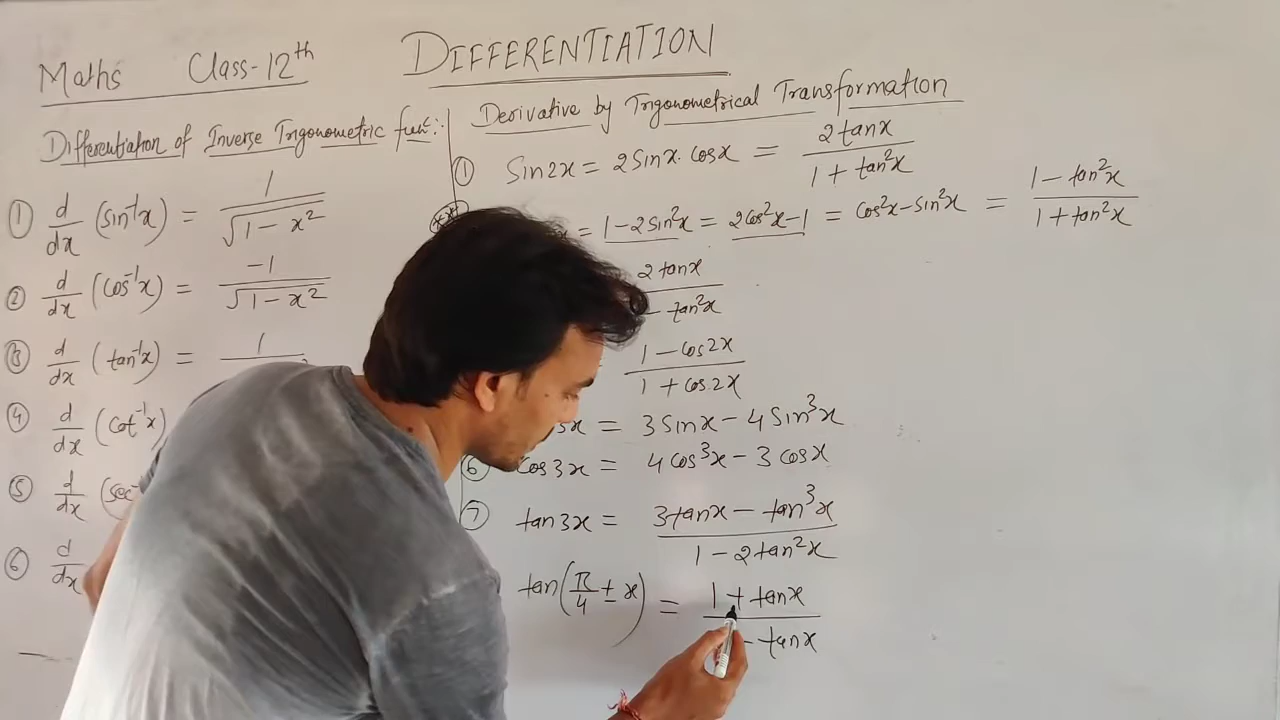 Maths Class-12th
DIFFERENTIATION
Differentiation of Inverse Trigonometric func:
① d/dx (sin⁻¹x) = 1/√(1-x²)
② d/dx (cos⁻¹x) = -1/√(1-x²)
③ d/dx (tan⁻¹x) = 1
④ d/dx (cot⁻¹x)
⑤ d/dx (sec⁻
⑥ d/dx
Derivative by Trigonometrical Transformation
① Sin2x = 2Sinx.cosx = 2tanx/(1+tan²x)
x = 1-2Sin²x = 2cos²x-1 = cos²x-sin²x = (1-tan²x)/(1+tan²x)
2tanx/(-tan²x)
(1-cos2x)/(1+cos2x)
3x = 3Sinx-4Sin³x
⑥ Cos3x = 4cos³x-3cosx
⑦ tan3x = (3tanx-tan³x)/(1-2tan²x)
tan(π/4 ± x) = (1+tanx)/(-tanx)